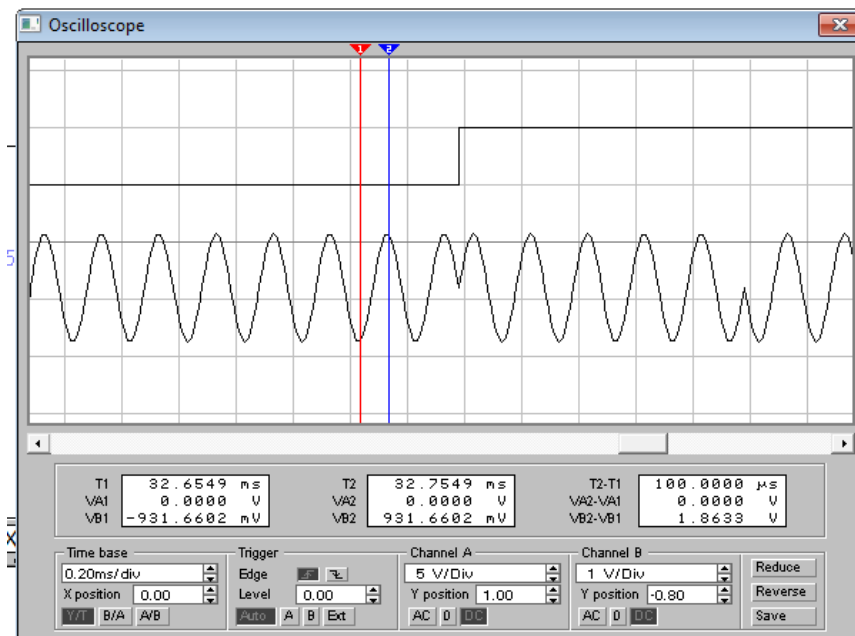 Oscilloscope
1 2
5
T1 32.6549 ms T2 32.7549 ms T2-T1 100.0000 µs
VA1 0.0000 V VA2 0.0000 V VA2-VA1 0.0000 V
VB1 -931.6602 mV VB2 931.6602 mV VB2-VB1 1.8633 V
X
Time base Trigger Channel A Channel B
0.20ms/div Edge 5 V/Div 1 V/Div Reduce
X position 0.00 Level 0.00 Y position 1.00 Y position -0.80 Reverse
Y/T B/A A/B Auto A B Ext AC 0 DC AC 0 DC Save